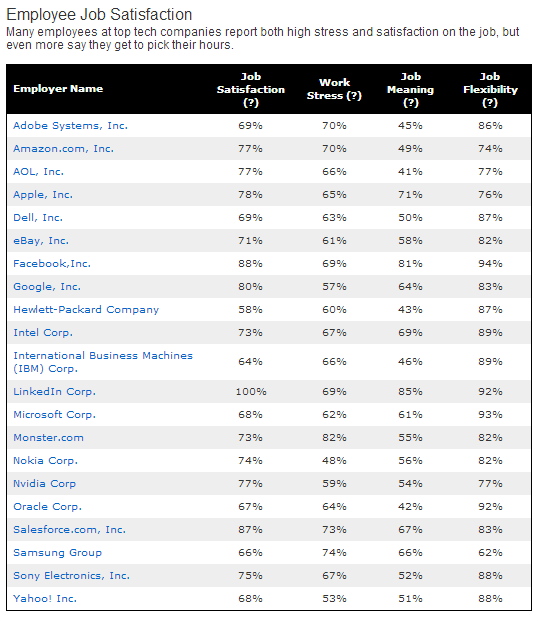 Employee Job Satisfaction
Many employees at top tech companies report both high stress and satisfaction on the job, but
even more say they get to pick their hours.
Employer Name Job Satisfaction (?) Work Stress (?) Job Meaning (?) Job Flexibility (?)
Adobe Systems, Inc. 69% 70% 45% 86%
Amazon.com, Inc. 77% 70% 49% 74%
AOL, Inc. 77% 66% 41% 77%
Apple, Inc. 78% 65% 71% 76%
Dell, Inc. 69% 63% 50% 87%
eBay, Inc. 71% 61% 58% 82%
Facebook,Inc. 88% 69% 81% 94%
Google, Inc. 80% 57% 64% 83%
Hewlett-Packard Company 58% 60% 43% 87%
Intel Corp. 73% 67% 69% 89%
International Business Machines
(IBM) Corp. 64% 66% 46% 89%
LinkedIn Corp. 100% 69% 85% 92%
Microsoft Corp. 68% 62% 61% 93%
Monster.com 73% 82% 55% 82%
Nokia Corp. 74% 48% 56% 82%
Nvidia Corp 77% 59% 54% 77%
Oracle Corp. 67% 64% 42% 92%
Salesforce.com, Inc. 87% 73% 67% 83%
Samsung Group 66% 74% 66% 62%
Sony Electronics, Inc. 75% 67% 52% 88%
Yahoo! Inc. 68% 53% 51% 88%